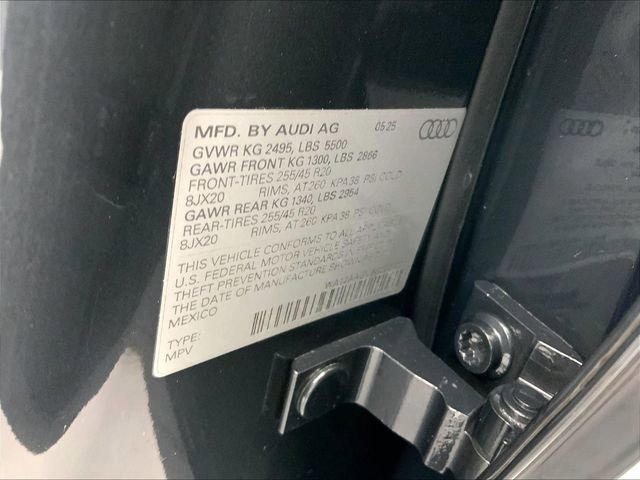 MFD. BY AUDI AG 05 25
GVWR KG 2495, LBS 5500
GAWR FRONT KG 1300, LBS 2866
FRONT-TIRES 255/45 R20
8JX20 RIMS, AT 260 KPA 38 PSI COLD
GAWR REAR KG 1340, LBS 2954
REAR-TIRES 255/45 R20
8JX20 RIMS, AT 260 KPA 38 PSI COLD
THIS VEHICLE CONFORMS TO ALL APPLICABLE
U.S. FEDERAL MOTOR VEHICLE SAFETY
THEFT PREVENTION STANDARDS IN EFFECT
THE DATE OF MANUFACTURE SHOWN
MEXICO
TYPE:
MPV